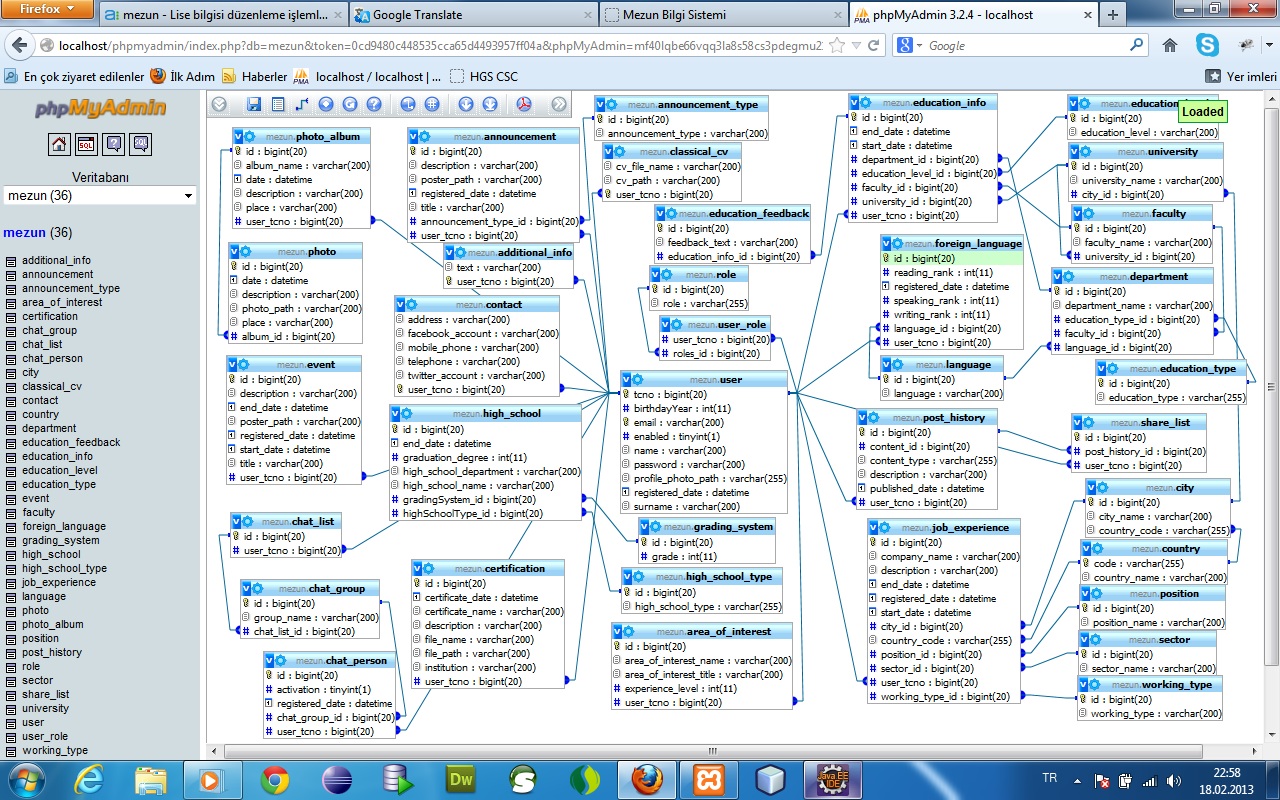 Firefox
mezun - Lise bilgisi düzenleme işleml...
Google Translate
Mezun Bilgi Sistemi
phpMyAdmin 3.2.4 - localhost
localhost/phpmyadmin/index.php?db=mezun&token=0cd9480c448535cca65d4493957ff04a&phpMyAdmin=mf40lqbe66vqq3la8s58cs3pdegmu2
Google
En çok ziyaret edilenler
İlk Adım
Haberler
localhost / localhost | ...
HGS CSC
Yer imleri
phpMyAdmin
SQL
Veritabanı
mezun (36)
mezun (36)
additional_info
announcement
announcement_type
area_of_interest
certification
chat_group
chat_list
chat_person
city
classical_cv
contact
country
department
education_feedback
education_info
education_level
education_type
event
faculty
foreign_language
grading_system
high_school
high_school_type
job_experience
language
photo
photo_album
position
post_history
role
sector
share_list
university
user
user_role
working_type
Loaded
mezun.photo_album
id : bigint(20)
album_name : varchar(200)
date : datetime
description : varchar(200)
place : varchar(200)
user_tcno : bigint(20)
mezun.photo
id : bigint(20)
date : datetime
description : varchar(200)
photo_path : varchar(200)
place : varchar(200)
album_id : bigint(20)
mezun.event
id : bigint(20)
description : varchar(200)
end_date : datetime
poster_path : varchar(200)
registered_date : datetime
start_date : datetime
title : varchar(200)
user_tcno : bigint(20)
mezun.chat_list
id : bigint(20)
user_tcno : bigint(20)
mezun.chat_group
id : bigint(20)
group_name : varchar(200)
chat_list_id : bigint(20)
mezun.chat_person
id : bigint(20)
activation : tinyint(1)
registered_date : datetime
chat_group_id : bigint(20)
user_tcno : bigint(20)
mezun.announcement
id : bigint(20)
description : varchar(200)
poster_path : varchar(200)
registered_date : datetime
title : varchar(200)
announcement_type_id : bigint(20)
user_tcno : bigint(20)
mezun.additional_info
text : varchar(200)
user_tcno : bigint(20)
mezun.contact
address : varchar(200)
facebook_account : varchar(200)
mobile_phone : varchar(200)
telephone : varchar(200)
twitter_account : varchar(200)
user_tcno : bigint(20)
mezun.high_school
id : bigint(20)
end_date : datetime
graduation_degree : int(11)
high_school_department : varchar(200)
high_school_name : varchar(200)
gradingSystem_id : bigint(20)
highSchoolType_id : bigint(20)
mezun.certification
id : bigint(20)
certificate_date : datetime
certificate_name : varchar(200)
description : varchar(200)
file_name : varchar(200)
file_path : varchar(200)
institution : varchar(200)
user_tcno : bigint(20)
mezun.announcement_type
id : bigint(20)
announcement_type : varchar(200)
mezun.classical_cv
cv_file_name : varchar(200)
cv_path : varchar(200)
user_tcno : bigint(20)
mezun.education_feedback
id : bigint(20)
feedback_text : varchar(200)
education_info_id : bigint(20)
mezun.role
id : bigint(20)
role : varchar(255)
mezun.user_role
user_tcno : bigint(20)
roles_id : bigint(20)
mezun.user
tcno : bigint(20)
birthdayYear : int(11)
email : varchar(200)
enabled : tinyint(1)
name : varchar(200)
password : varchar(200)
profile_photo_path : varchar(255)
registered_date : datetime
surname : varchar(200)
mezun.grading_system
id : bigint(20)
grade : int(11)
mezun.high_school_type
id : bigint(20)
high_school_type : varchar(255)
mezun.area_of_interest
id : bigint(20)
area_of_interest_name : varchar(200)
area_of_interest_title : varchar(200)
experience_level : int(11)
user_tcno : bigint(20)
mezun.education_info
id : bigint(20)
end_date : datetime
start_date : datetime
department_id : bigint(20)
education_level_id : bigint(20)
faculty_id : bigint(20)
university_id : bigint(20)
user_tcno : bigint(20)
mezun.foreign_language
id : bigint(20)
reading_rank : int(11)
registered_date : datetime
speaking_rank : int(11)
writing_rank : int(11)
language_id : bigint(20)
user_tcno : bigint(20)
mezun.language
id : bigint(20)
language : varchar(200)
mezun.post_history
id : bigint(20)
content_id : bigint(20)
content_type : varchar(255)
description : varchar(200)
published_date : datetime
user_tcno : bigint(20)
mezun.job_experience
id : bigint(20)
company_name : varchar(200)
description : varchar(200)
end_date : datetime
registered_date : datetime
start_date : datetime
city_id : bigint(20)
country_code : varchar(255)
position_id : bigint(20)
sector_id : bigint(20)
user_tcno : bigint(20)
working_type_id : bigint(20)
id : bigint(20)
education_level : varchar(200)
mezun.university
id : bigint(20)
university_name : varchar(200)
city_id : bigint(20)
mezun.faculty
id : bigint(20)
faculty_name : varchar(200)
university_id : bigint(20)
mezun.department
id : bigint(20)
department_name : varchar(200)
education_type_id : bigint(20)
faculty_id : bigint(20)
language_id : bigint(20)
mezun.education_type
id : bigint(20)
education_type : varchar(255)
mezun.share_list
id : bigint(20)
post_history_id : bigint(20)
user_tcno : bigint(20)
mezun.city
id : bigint(20)
city_name : varchar(200)
country_code : varchar(255)
mezun.country
code : varchar(255)
country_name : varchar(200)
mezun.position
id : bigint(20)
position_name : varchar(200)
mezun.sector
id : bigint(20)
sector_name : varchar(200)
mezun.working_type
id : bigint(20)
working_type : varchar(200)
Dw
Java EE
IDE
TR
22:58
18.02.2013